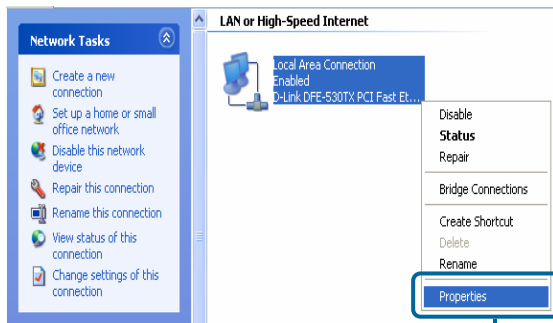 Network Tasks
Create a new
connection
Set up a home or small
office network
Disable this network
device
Repair this connection
Rename this connection
View status of this
connection
Change settings of this
connection
LAN or High-Speed Internet
Local Area Connection
Enabled
D-Link DFE-530TX PCI Fast Et...
Disable
Status
Repair
Bridge Connections
Create Shortcut
Delete
Rename
Properties